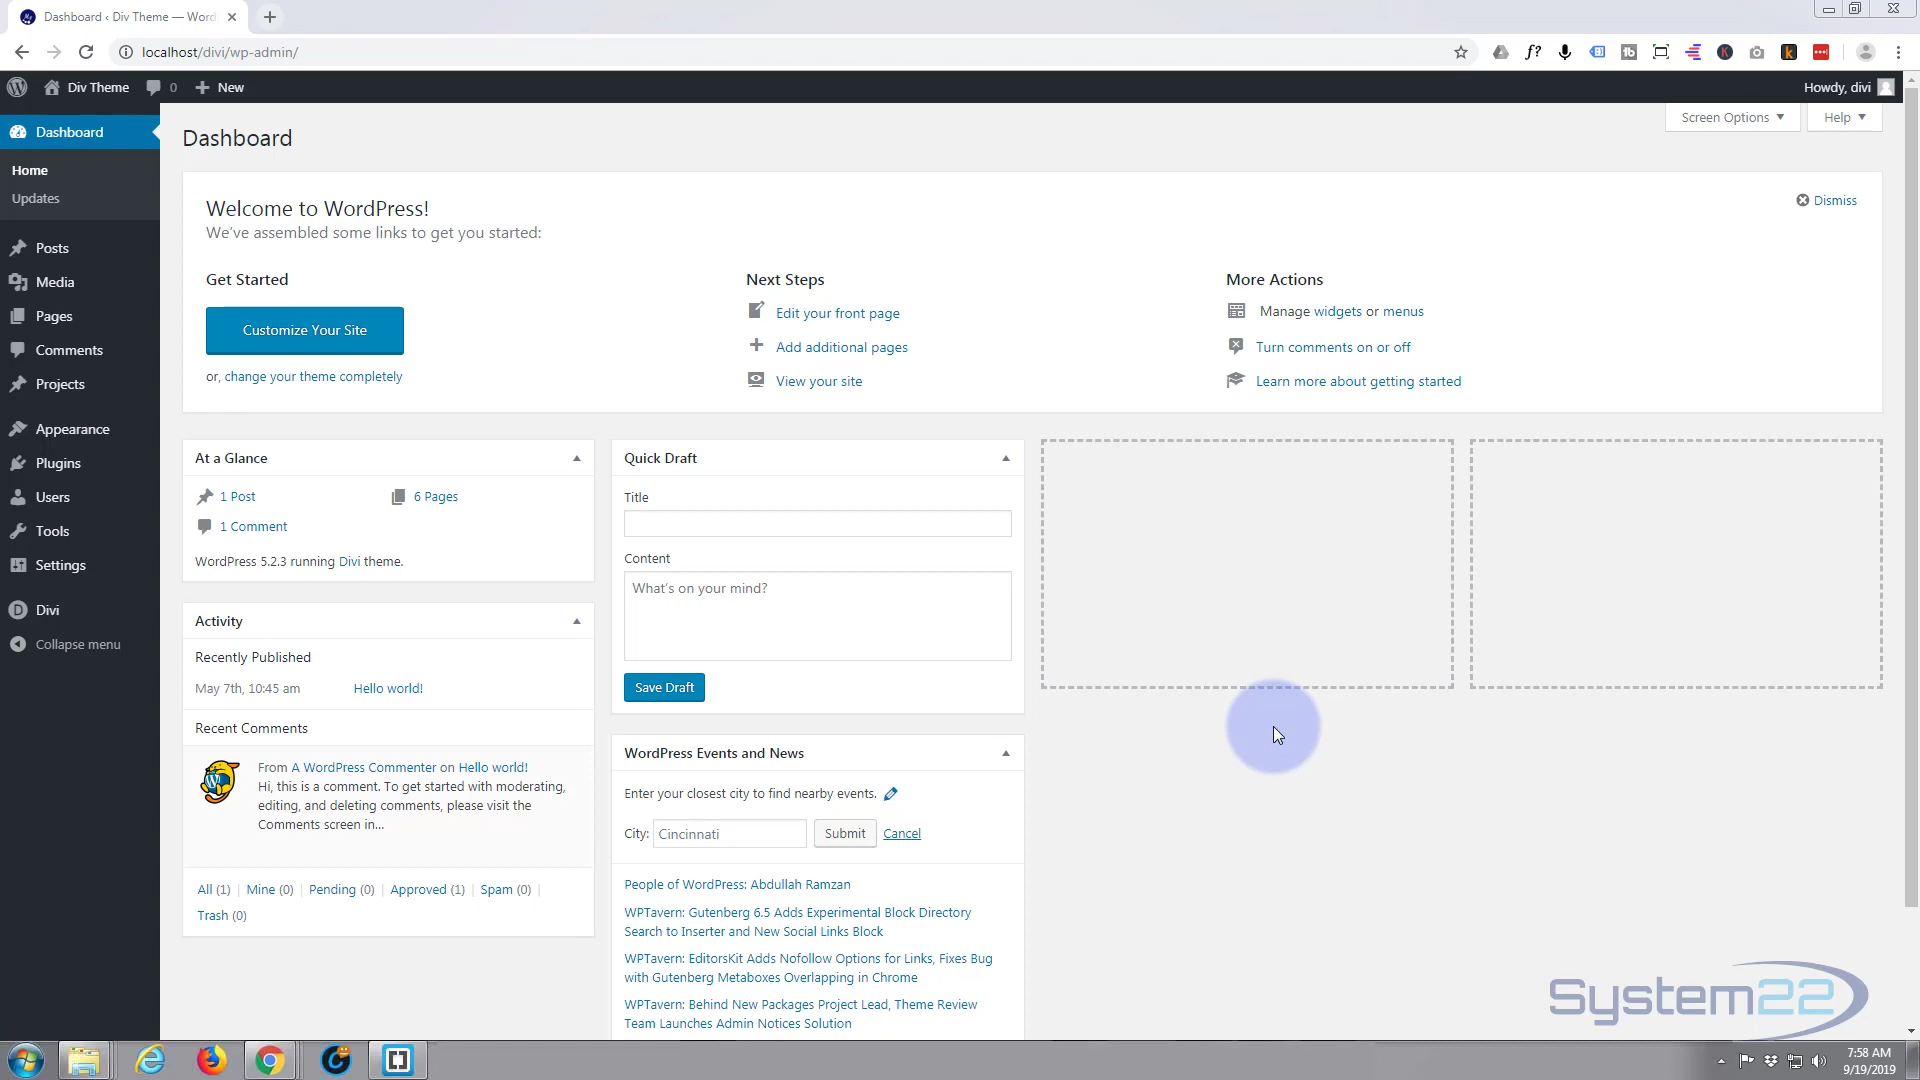 Dashboard ‹ Div Theme — Word
localhost/divi/wp-admin/
Div Theme
0
New
Howdy, divi
Dashboard
Home
Updates
Posts
Media
Pages
Comments
Projects
Appearance
Plugins
Users
Tools
Settings
Divi
Collapse menu
Dashboard
Screen Options
Help
Welcome to WordPress!
We've assembled some links to get you started:
Dismiss
Get Started
Customize Your Site
or, change your theme completely
Next Steps
Edit your front page
Add additional pages
View your site
More Actions
Manage widgets or menus
Turn comments on or off
Learn more about getting started
At a Glance
1 Post
6 Pages
1 Comment
WordPress 5.2.3 running Divi theme.
Activity
Recently Published
May 7th, 10:45 am
Hello world!
Recent Comments
From A WordPress Commenter on Hello world!
Hi, this is a comment. To get started with moderating,
editing, and deleting comments, please visit the
Comments screen in…
All (1) | Mine (0) | Pending (0) | Approved (1) | Spam (0) |
Trash (0)
Quick Draft
Title
Content
What's on your mind?
Save Draft
WordPress Events and News
Enter your closest city to find nearby events.
City:
Cincinnati
Submit
Cancel
People of WordPress: Abdullah Ramzan
WPTavern: Gutenberg 6.5 Adds Experimental Block Directory
Search to Inserter and New Social Links Block
WPTavern: EditorsKit Adds Nofollow Options for Links, Fixes Bug
with Gutenberg Metaboxes Overlapping in Chrome
WPTavern: Behind New Packages Project Lead, Theme Review
Team Launches Admin Notices Solution
System22
7:58 AM
9/19/2019